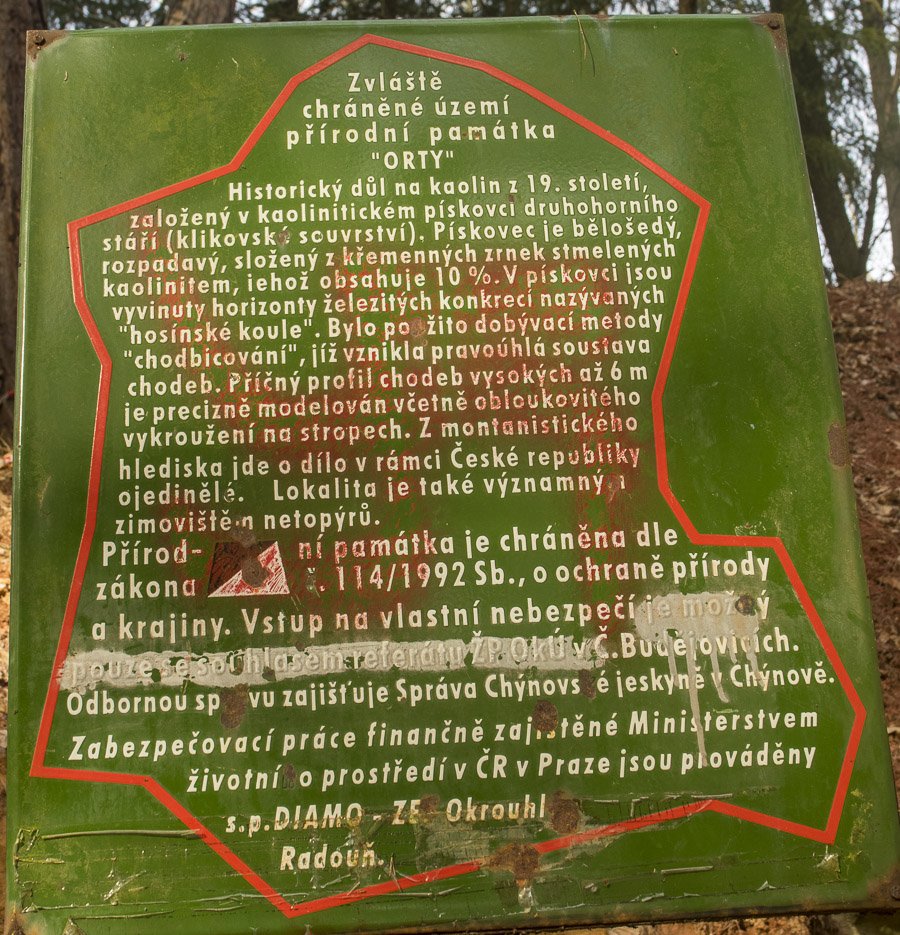 Zvláště
chráněné území
přírodní památka
"ORTY"
Historický důl na kaolin z 19. století,
založený v kaolinitickém pískovci druhohorního
stáří (klikovské souvrství). Pískovec je bělošedý,
rozpadavý, složený z křemenných zrnek stmelených
kaolinitem, jehož obsahuje 10 %. V pískovci jsou
vyvinuty horizonty železitých konkrecí nazývaných
"hosínské koule". Bylo použito dobývací metody
"chodbicování", jíž vznikla pravoúhlá soustava
chodeb. Příčný profil chodeb vysokých až 6 m
je precizně modelován včetně obloukovitého
vykroužení na stropech. Z montanistického
hlediska jde o dílo v rámci České republiky
ojedinělé. Lokalita je také významným
zimovištěm netopýrů.
Přírod- ní památka je chráněna dle
zákona č. 114/1992 Sb., o ochraně přírody
a krajiny. Vstup na vlastní nebezpečí je možný
pouze se souhlasem referátu ŽP OkÚ v Č. Budějovicích.
Odbornou správu zajišťuje Správa Chýnovské jeskyně v Chýnově.
Zabezpečovací práce finančně zajištěné Ministerstvem
životního prostředí v ČR v Praze jsou prováděny
s.p. DIAMO - Okrouhl
Radouň.